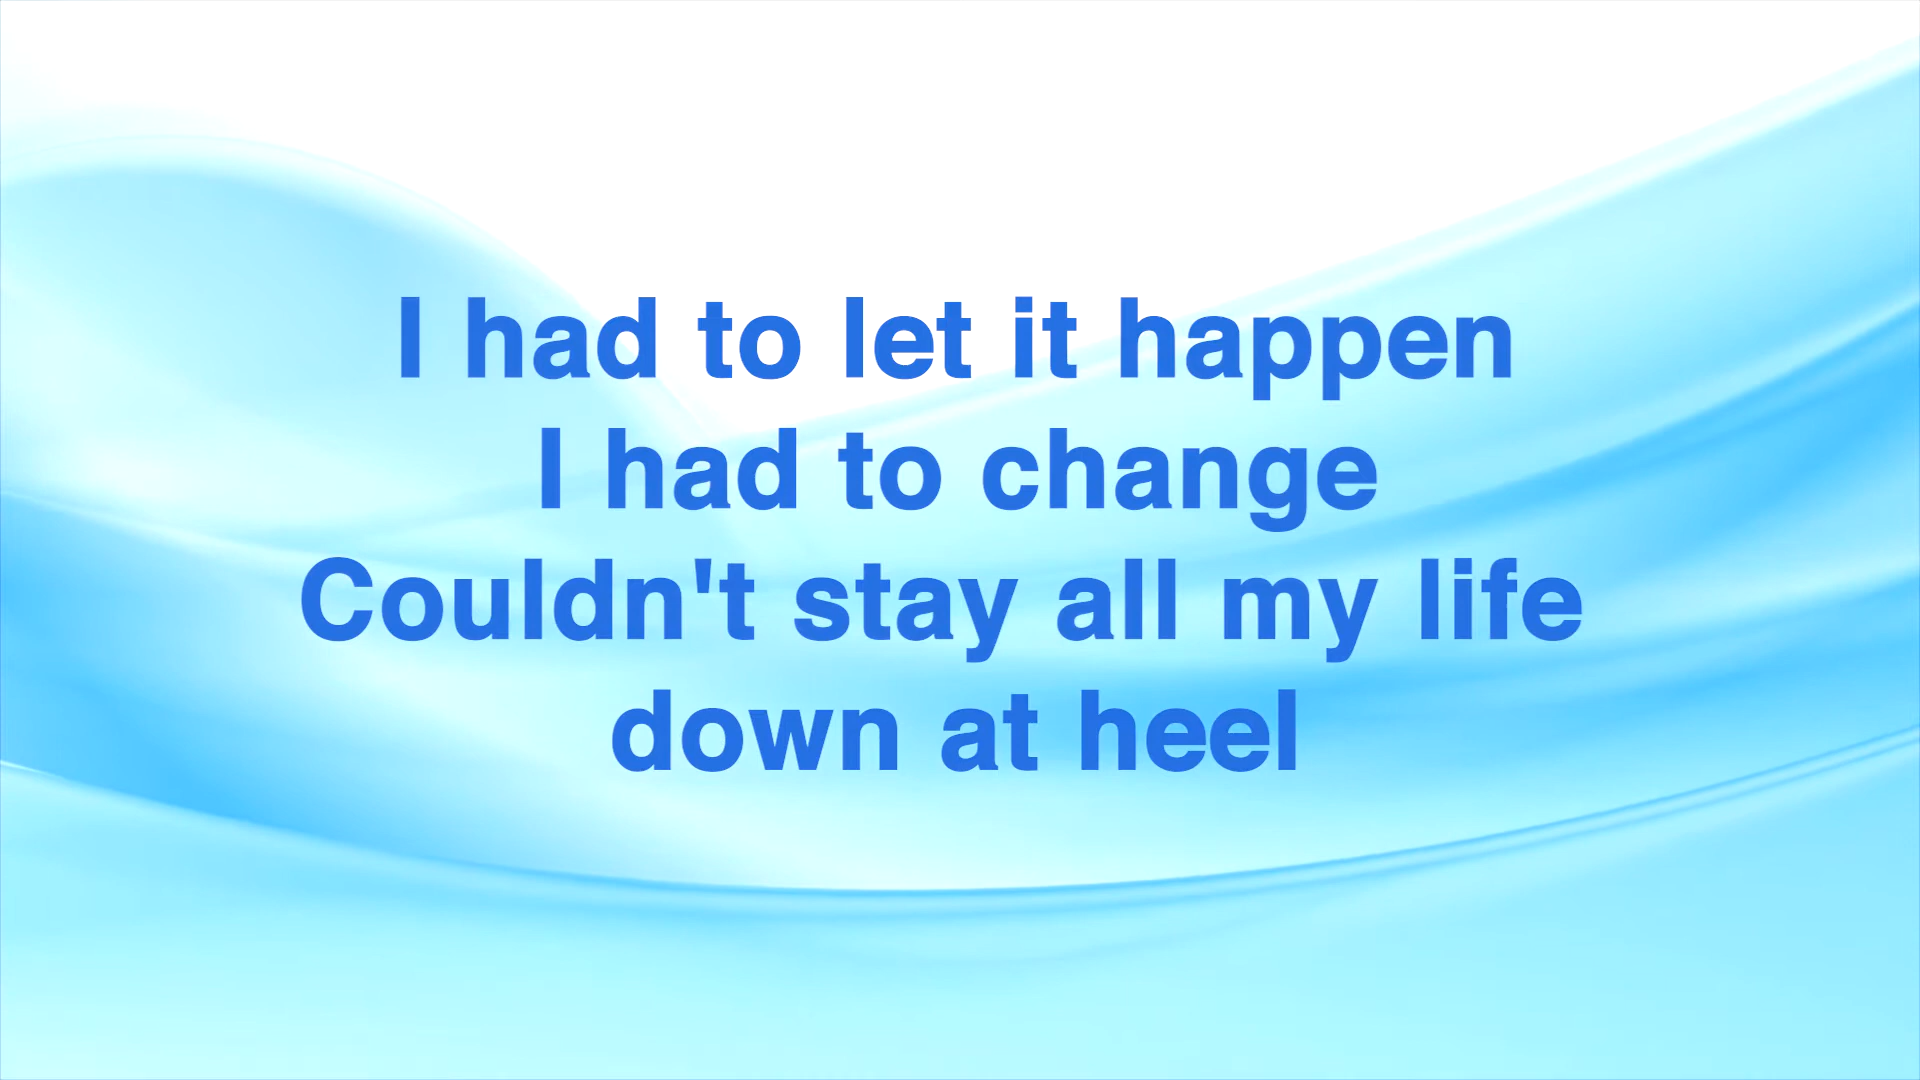 I had to let it happen
I had to change
Couldn't stay all my life
down at heel